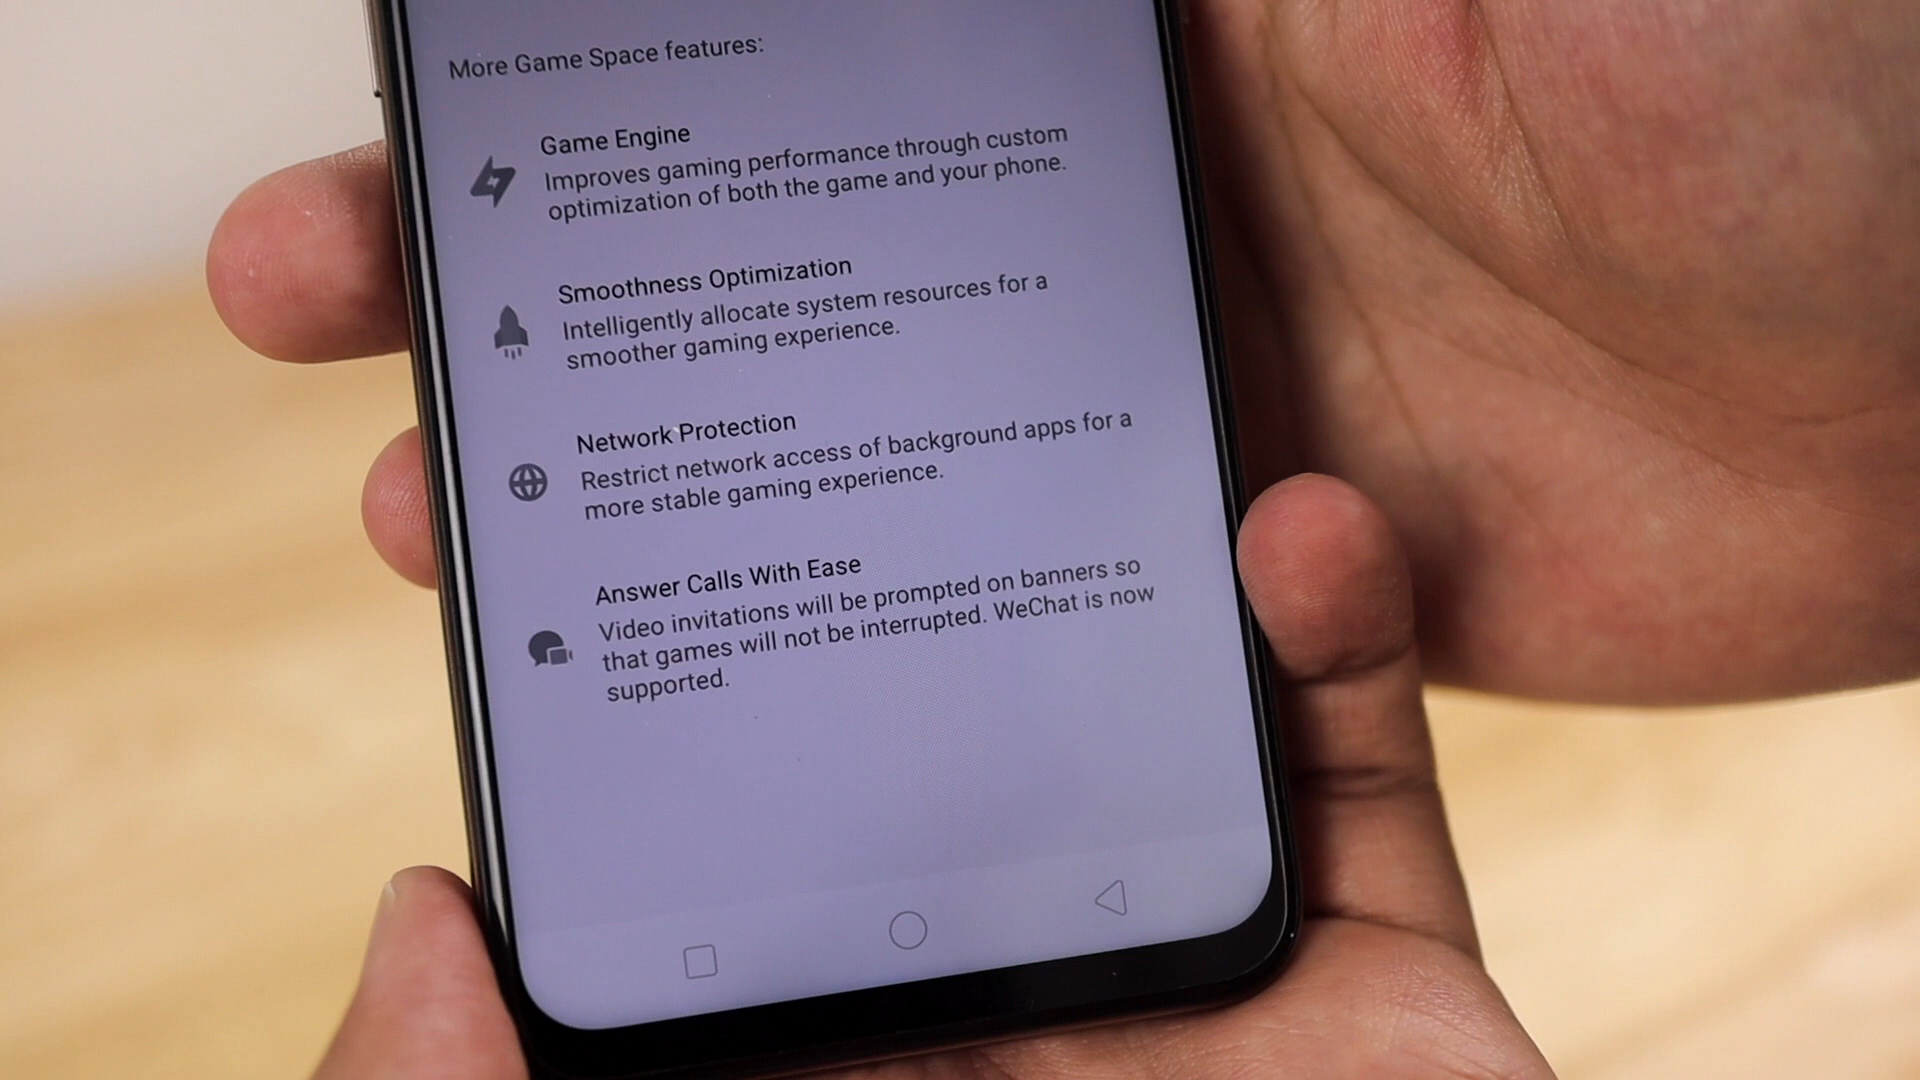 More Game Space features:
Game Engine
Improves gaming performance through custom
optimization of both the game and your phone.
Smoothness Optimization
Intelligently allocate system resources for a
smoother gaming experience.
Network Protection
Restrict network access of background apps for a
more stable gaming experience.
Answer Calls With Ease
Video invitations will be prompted on banners so
that games will not be interrupted. WeChat is now
supported.